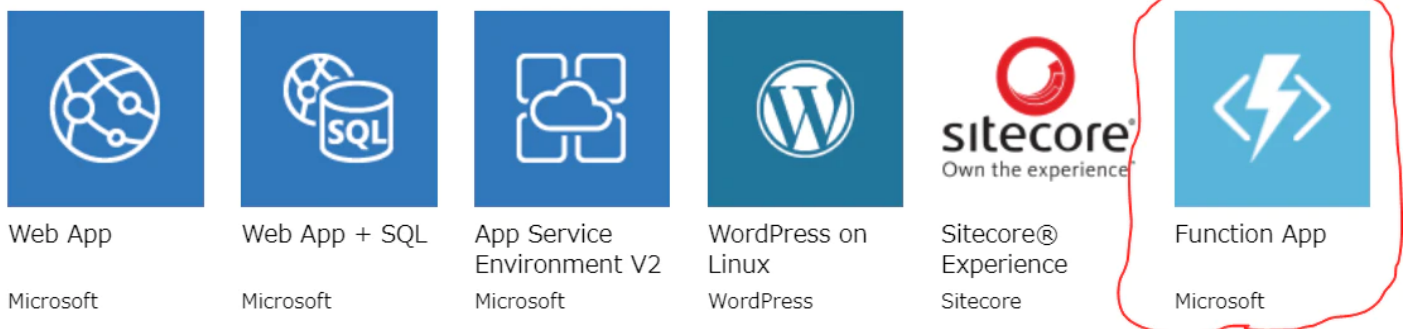 SQL
W
sitecore®
Own the experience™
Web App
Web App + SQL
App Service
Environment V2
WordPress on
Linux
Sitecore®
Experience
Function App
Microsoft
Microsoft
Microsoft
WordPress
Sitecore
Microsoft